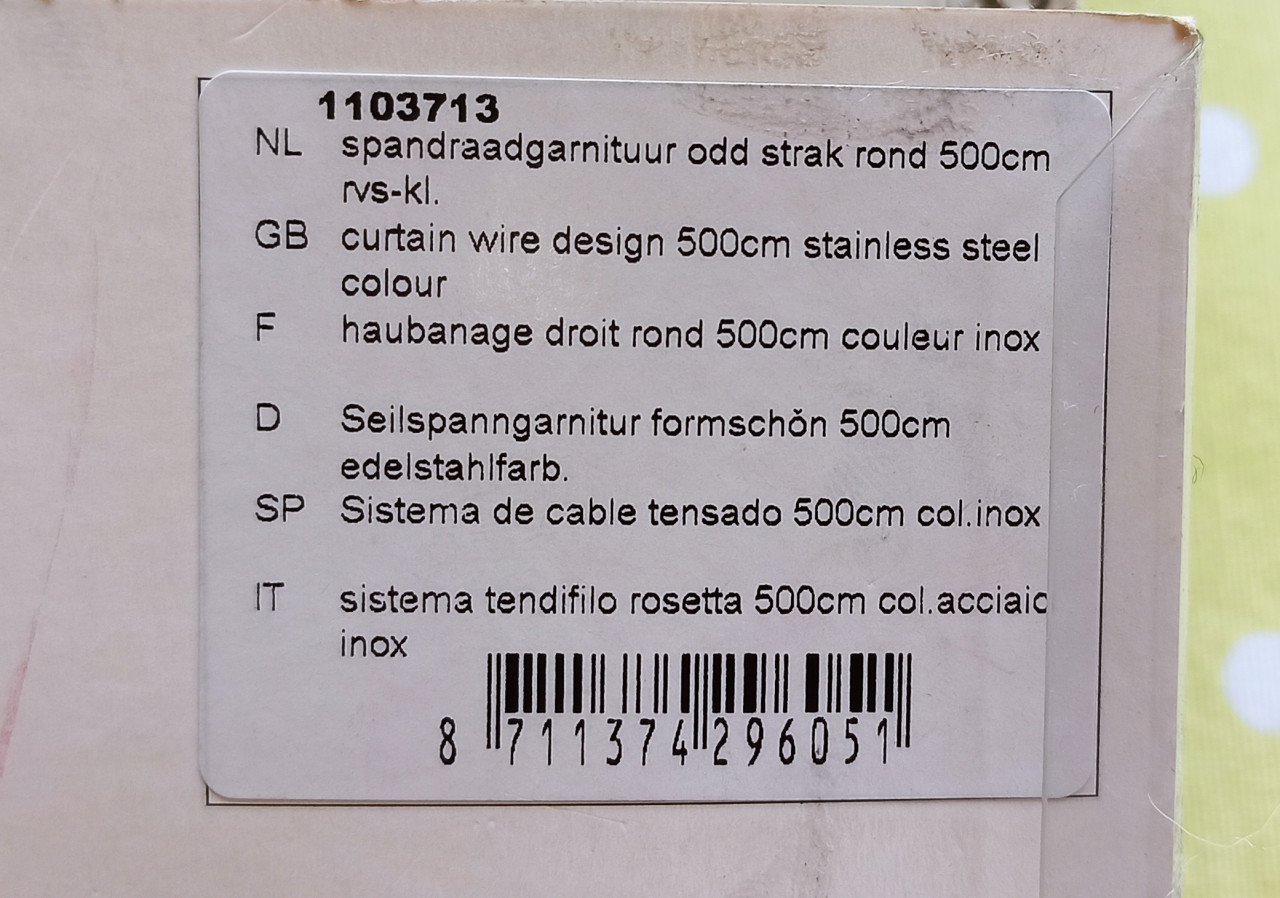 1103713
NL spandraadgarnituur odd strak rond 500cm
rvs-kl.
GB curtain wire design 500cm stainless steel
colour
F haubanage droit rond 500cm couleur inox
D Seilspanngarnitur formschŏn 500cm
edelstahlfarb.
SP Sistema de cable tensado 500cm col.inox
IT sistema tendifilo rosetta 500cm col.acciaio
inox
8 711374 296051